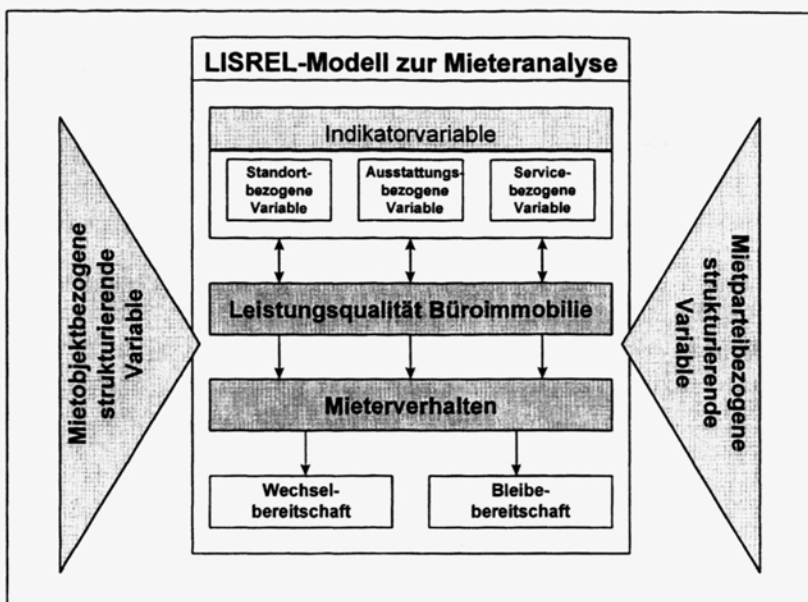 LISREL-Modell zur Mieteranalyse
Indikatorvariable
Standort-
bezogene
Variable
Ausstattungs-
bezogene
Variable
Service-
bezogene
Variable
Leistungsqualität Büroimmobilie
Mieterverhalten
Wechsel-
bereitschaft
Bleibe-
bereitschaft
Mietobjektbezogene
strukturierende
Variable
Mietparteibezogene
strukturierende
Variable